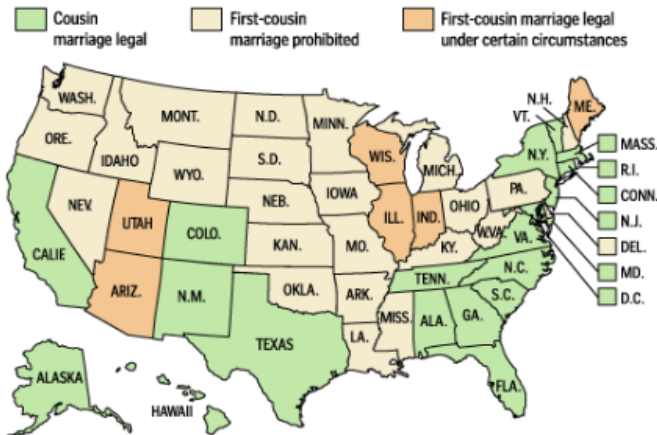 Cousin
marriage legal
First-cousin
marriage prohibited
First-cousin marriage legal
under certain circumstances
WASH.
MONT.
N.D.
MINN.
N.H.
VT.
ME.
ORE.
IDAHO
S.D.
WIS.
MICH.
N.Y.
MASS.
R.I.
CONN.
N.J.
DEL.
MD.
D.C.
WYO.
IOWA
NEB.
PA.
OHIO
NEV.
UTAH
COLO.
ILL.
IND.
W.VA.
VA.
CALIE
KAN.
MO.
KY.
N.C.
TENN.
ARIZ.
N.M.
OKLA.
ARK.
S.C.
MISS.
ALA.
GA.
TEXAS
LA.
FLA.
ALASKA
HAWAII